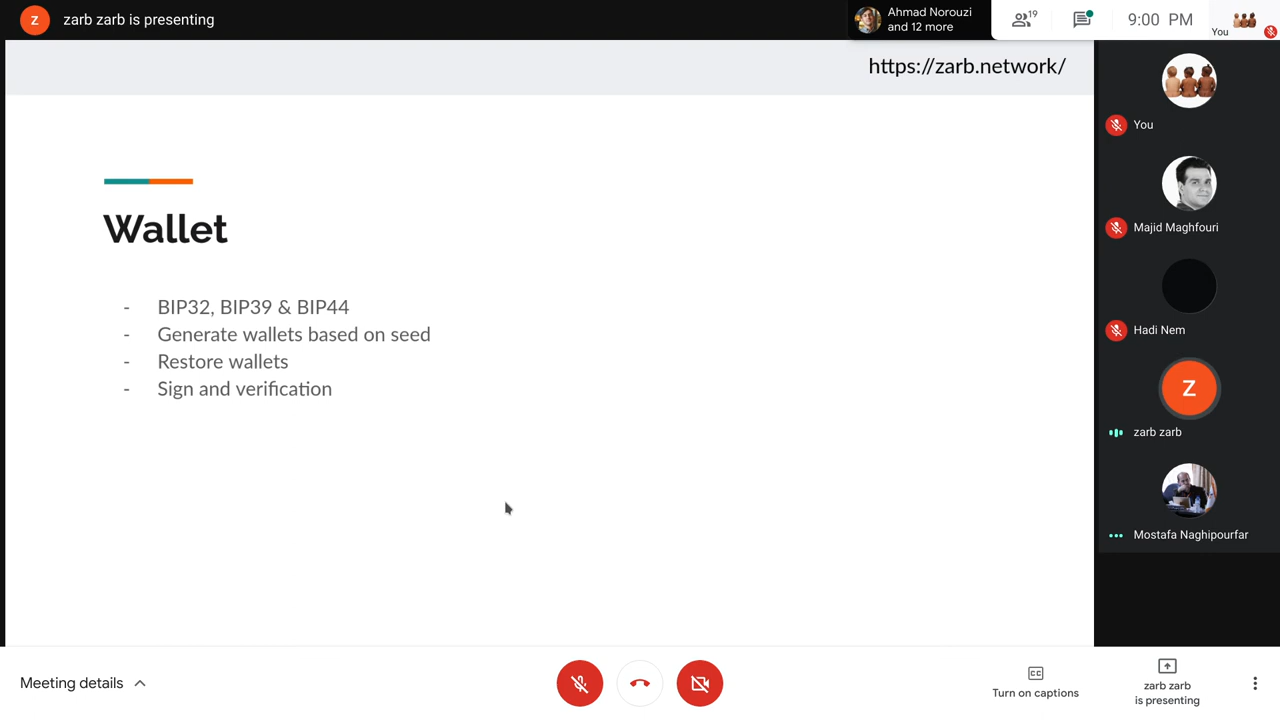 Z
zarb zarb is presenting
Ahmad Norouzi
and 12 more
19
9:00 PM
You
https://zarb.network/
Wallet
- BIP32, BIP39 & BIP44
- Generate wallets based on seed
- Restore wallets
- Sign and verification
You
Majid Maghfouri
Hadi Nem
Z
zarb zarb
Mostafa Naghipourfar
Meeting details
CC
Turn on captions
zarb zarb
is presenting